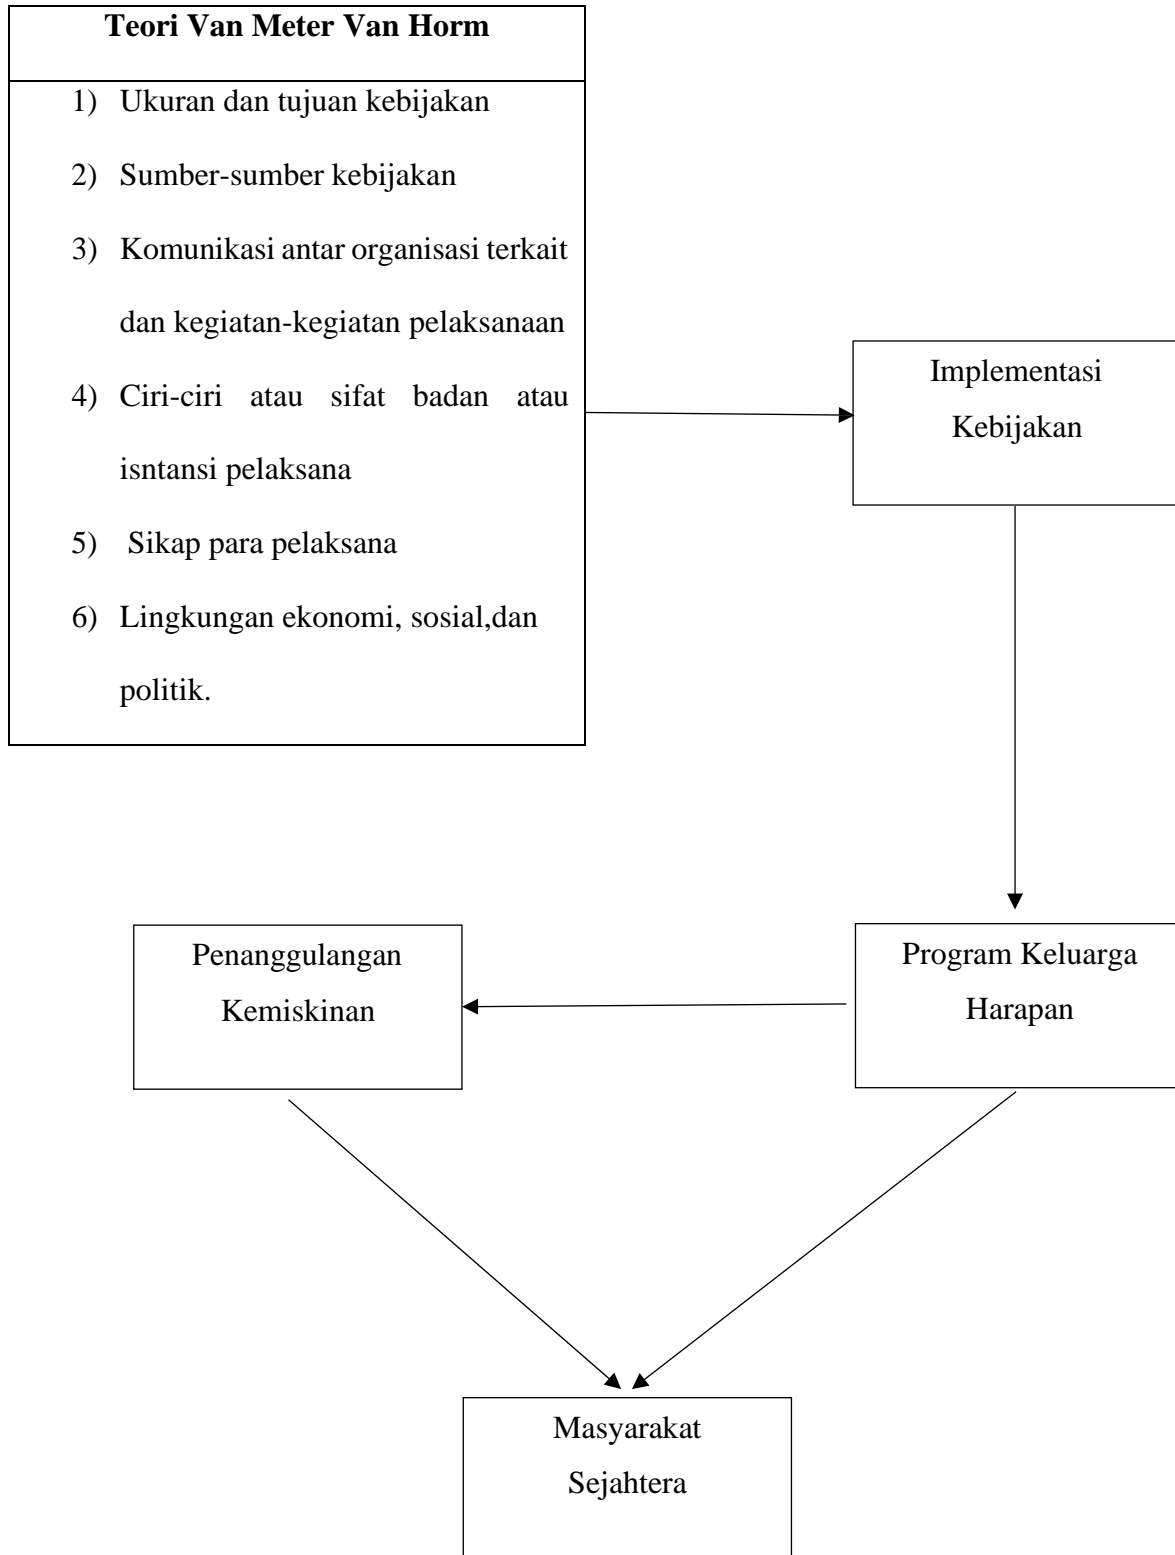 Teori Van Meter Van Horm
1) Ukuran dan tujuan kebijakan
2) Sumber-sumber kebijakan
3) Komunikasi antar organisasi terkait
dan kegiatan-kegiatan pelaksanaan
4) Ciri-ciri atau sifat badan atau
isntansi pelaksana
5) Sikap para pelaksana
6) Lingkungan ekonomi, sosial,dan
politik.
Implementasi
Kebijakan
Program Keluarga
Harapan
Penanggulangan
Kemiskinan
Masyarakat
Sejahtera